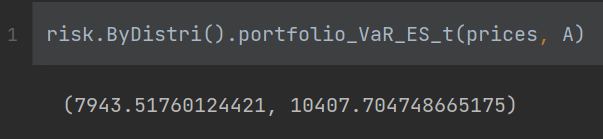 1 risk.ByDistri().portfolio_VaR_ES_t(prices, A)
(7943.51760124421, 10407.704748665175)